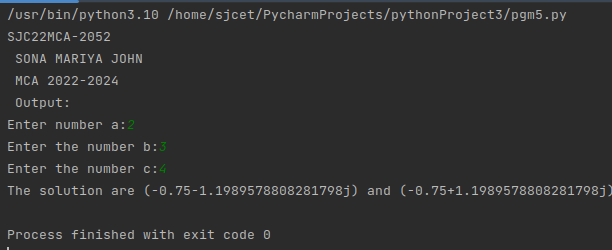 /usr/bin/python3.10 /home/sjcet/PycharmProjects/pythonProject3/pgm5.py
SJC22MCA-2052
SONA MARIYA JOHN
MCA 2022-2024
Output:
Enter number a:2
Enter the number b:3
Enter the number c:4
The solution are (-0.75-1.1989578808281798j) and (-0.75+1.1989578808281798j)
Process finished with exit code 0